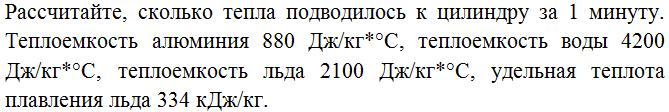 Рассчитайте, сколько тепла подводилось к цилиндру за 1 минуту.
Теплоемкость алюминия 880 Дж/кг*°С, теплоемкость воды 4200
Дж/кг*°С, теплоемкость льда 2100 Дж/кг*°С, удельная теплота
плавления льда 334 кДж/кг.